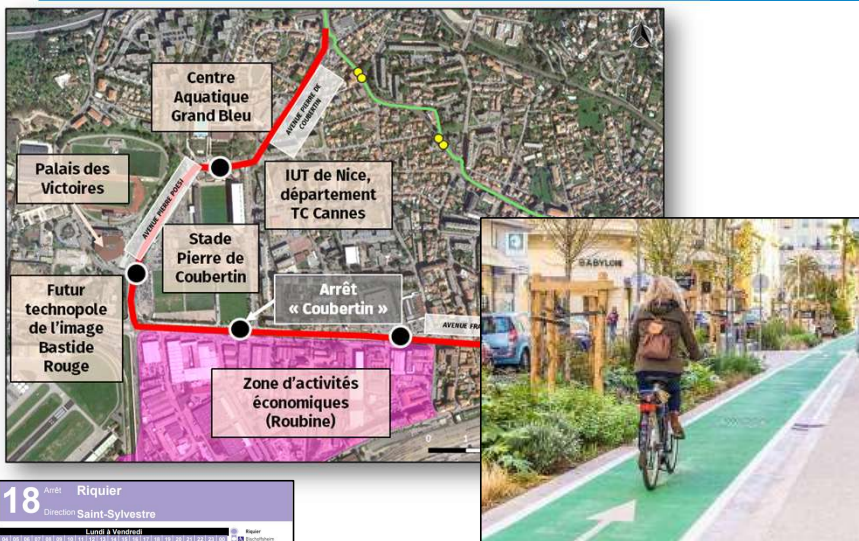 Centre
Aquatique
Grand Bleu
AVENUE PIERRE DE
COUBERTIN
Palais des
Victoires
AVENUE PIERRE POESI
IUT de Nice,
département
TC Cannes
Stade
Pierre de
Coubertin
Futur
technopole
de l'image
Bastide
Rouge
Arrêt
« Coubertin »
AVENUE FRA
Zone d'activités
économiques
(Roubine)
0 1
BABYLONE
18 Arrêt Riquier
Direction Saint-Sylvestre
Lundi à Vendredi
Riquier